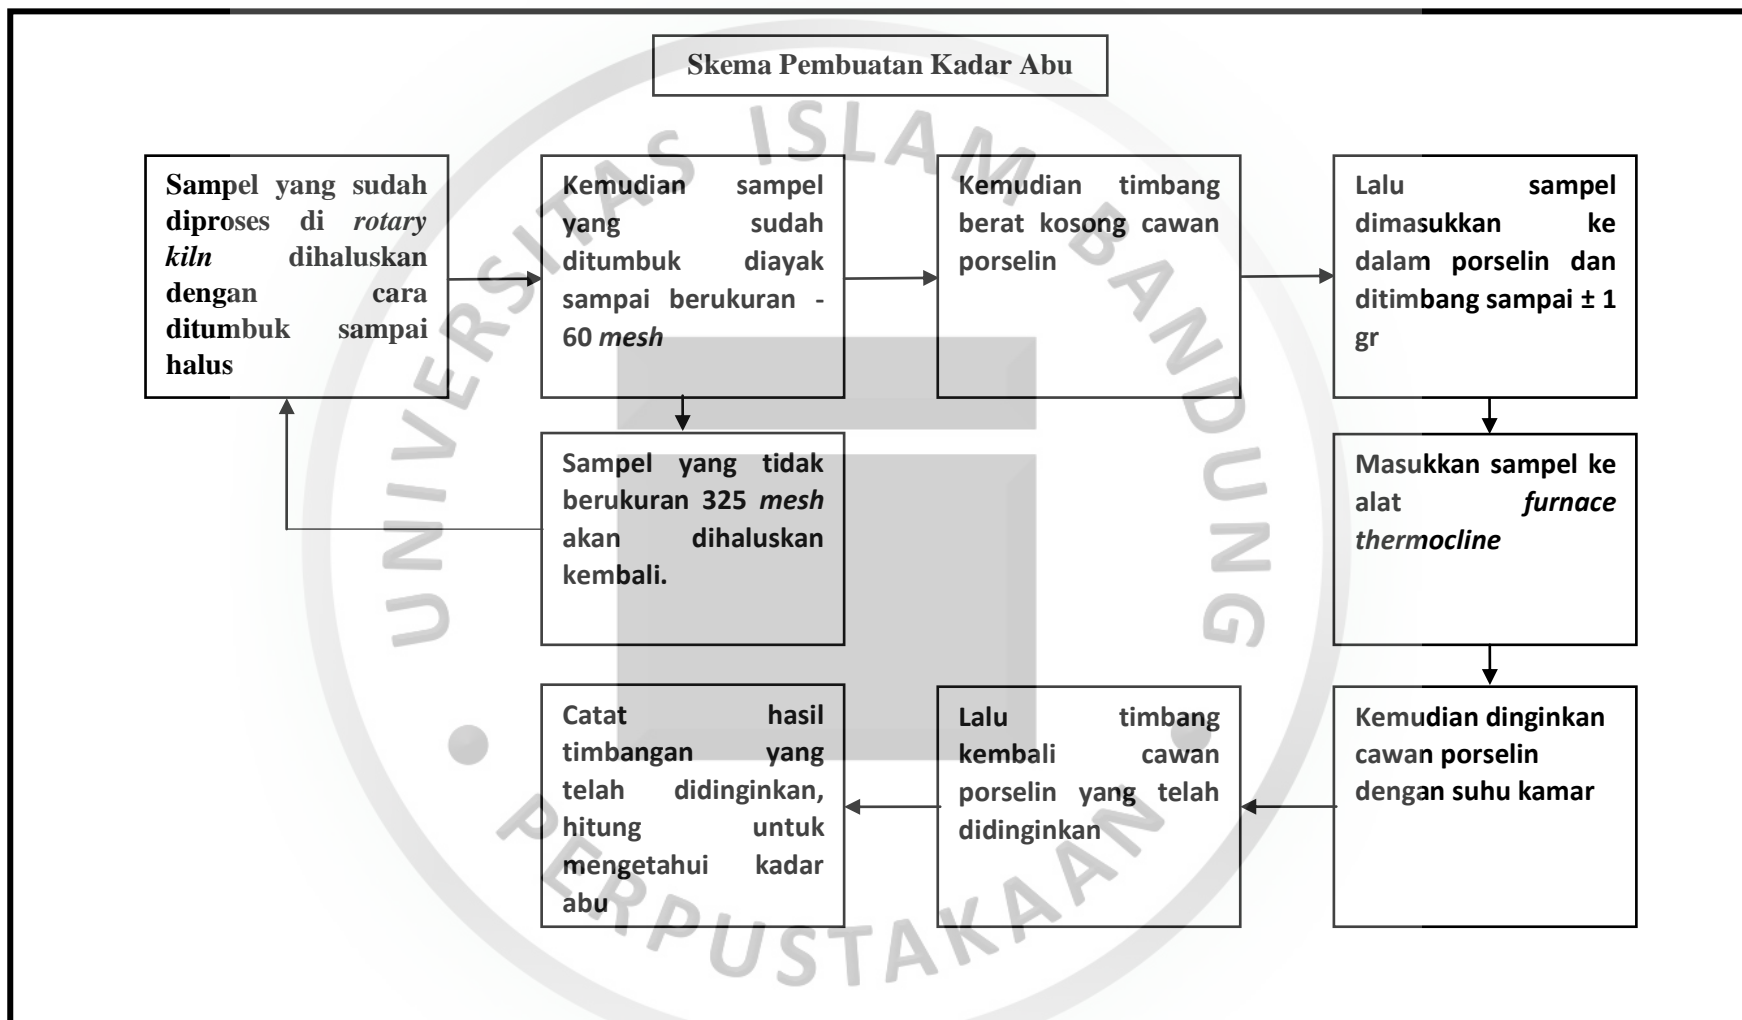 Skema Pembuatan Kadar Abu
Sampel yang sudah
diproses di rotary
kiln dihaluskan
dengan cara
ditumbuk sampai
halus
Kemudian sampel
yang sudah
ditumbuk diayak
sampai berukuran -
60 mesh
Kemudian timbang
berat kosong cawan
porselin
Lalu sampel
dimasukkan ke
dalam porselin dan
ditimbang sampai ± 1
gr
Sampel yang tidak
berukuran 325 mesh
akan dihaluskan
kembali.
Masukkan sampel ke
alat furnace
thermocline
Catat hasil
timbangan yang
telah didinginkan,
hitung untuk
mengetahui kadar
abu
Lalu timbang
kembali cawan
porselin yang telah
didinginkan
Kemudian dinginkan
cawan porselin
dengan suhu kamar
UNIVERSITAS ISLAM BANDUNG
PERPUSTAKAAN